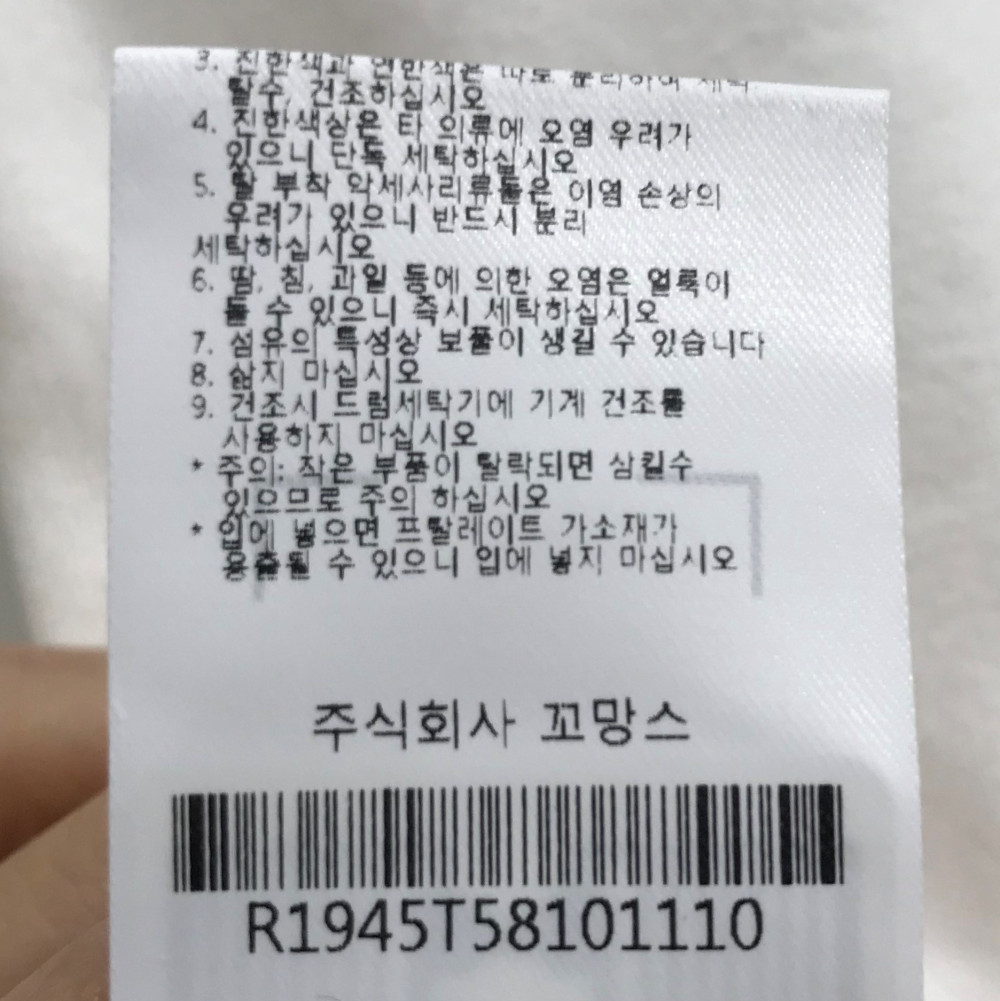 3. 진한색과 연한색은 따로 분리하여 세탁
탈수, 건조하십시오
4. 진한색상은 타 의류에 오염 우려가
있으니 단독 세탁하십시오
5. 탈 부착 악세사리류들은 이염 손상의
우려가 있으니 반드시 분리
세탁하십시오
6. 땀, 침, 과일 등에 의한 오염은 얼룩이
들 수 있으니 즉시 세탁하십시오
7. 섬유의 특성상 보풀이 생길 수 있습니다
8. 삶지 마십시오
9. 건조시 드럼세탁기에 기계 건조를
사용하지 마십시오
* 주의: 작은 부품이 탈락되면 삼킬수
있으므로 주의 하십시오
* 입에 넣으면 프탈레이트 가소재가
용출될 수 있으니 입에 넣지 마십시오
주식회사 꼬망스
R1945T58101110